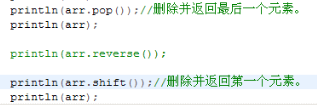 println(arr.pop());//删除并返回最后一个元素。
println(arr);
println(arr.reverse());
println(arr.shift());//删除并返回第一个元素。
println(arr);